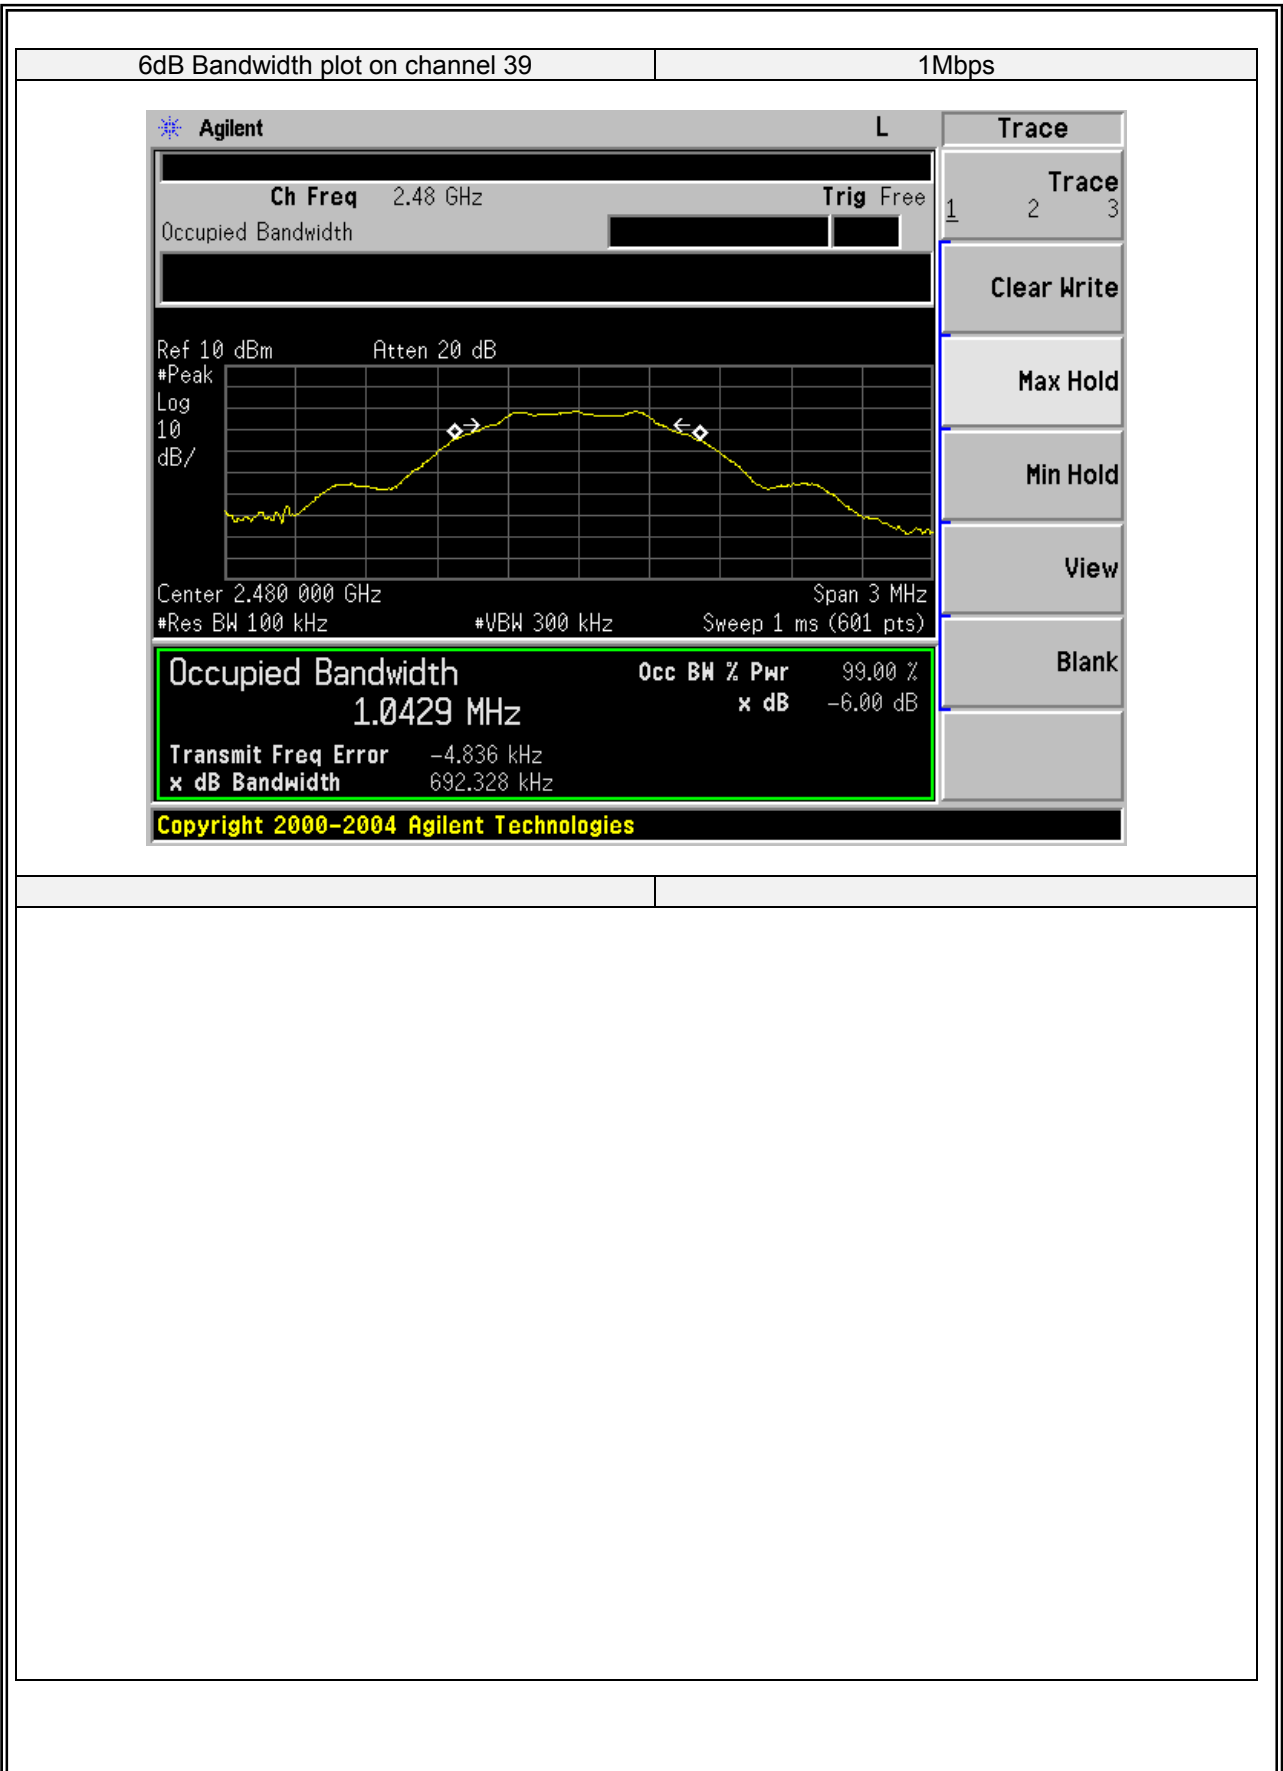 6dB Bandwidth plot on channel 39 1Mbps
Agilent L Trace
Ch Freq 2.48 GHz Trig Free
Occupied Bandwidth
Trace
1 2 3
Clear Write
Max Hold
Min Hold
View
Blank
Ref 10 dBm Atten 20 dB
#Peak
Log
10
dB/
Center 2.480 000 GHz Span 3 MHz
#Res BW 100 kHz #VBW 300 kHz Sweep 1 ms (601 pts)
Occupied Bandwidth Occ BW % Pwr 99.00 %
1.0429 MHz x dB -6.00 dB
Transmit Freq Error -4.836 kHz
x dB Bandwidth 692.328 kHz
Copyright 2000-2004 Agilent Technologies